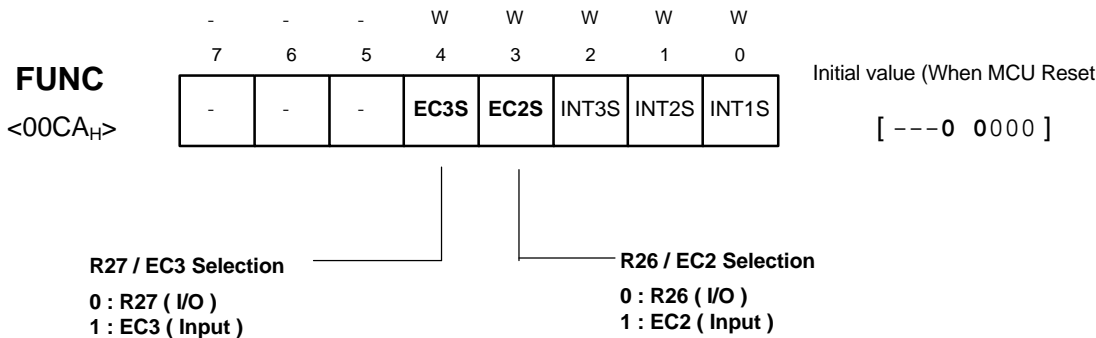 - - - W W W W W
7 6 5 4 3 2 1 0
FUNC
<00CAH>
- - - EC3S EC2S INT3S INT2S INT1S
Initial value (When MCU Reset
[ ---0 0000 ]
R27 / EC3 Selection
0 : R27 ( I/O )
1 : EC3 ( Input )
R26 / EC2 Selection
0 : R26 ( I/O )
1 : EC2 ( Input )